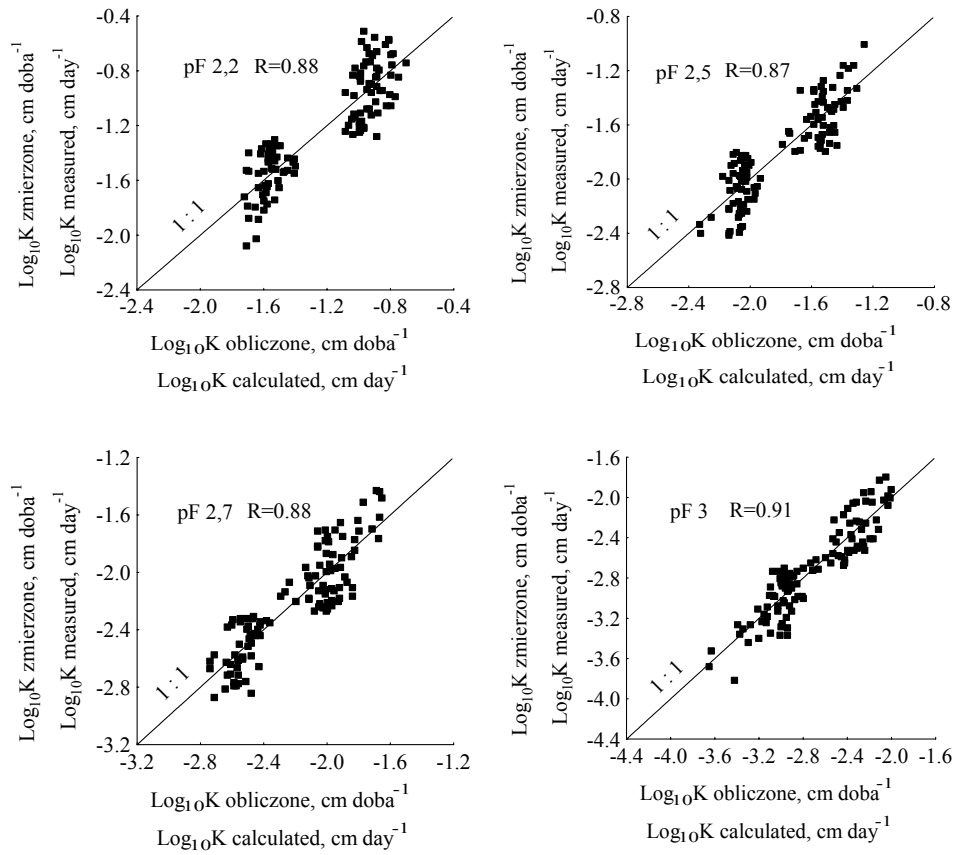 Log₁₀K zmierzone, cm doba⁻¹
Log₁₀K measured, cm day⁻¹
-0.4
-0.8
-1.2
-1.6
-2.0
-2.4
pF 2,2 R=0.88
1 : 1
-2.4 -2.0 -1.6 -1.2 -0.8 -0.4
Log₁₀K obliczone, cm doba⁻¹
Log₁₀K calculated, cm day⁻¹
Log₁₀K zmierzone, cm doba⁻¹
Log₁₀K measured, cm day⁻¹
-0.8
-1.2
-1.6
-2.0
-2.4
-2.8
pF 2,5 R=0.87
1 : 1
-2.8 -2.4 -2.0 -1.6 -1.2 -0.8
Log₁₀K obliczone, cm doba⁻¹
Log₁₀K calculated, cm day⁻¹
Log₁₀K zmierzone, cm doba⁻¹
Log₁₀K measured, cm day⁻¹
-1.2
-1.6
-2.0
-2.4
-2.8
-3.2
pF 2,7 R=0.88
1 : 1
-3.2 -2.8 -2.4 -2.0 -1.6 -1.2
Log₁₀K obliczone, cm doba⁻¹
Log₁₀K calculated, cm day⁻¹
Log₁₀K zmierzone, cm doba⁻¹
Log₁₀K measured, cm day⁻¹
-1.6
-2.0
-2.4
-2.8
-3.2
-3.6
-4.0
-4.4
pF 3 R=0.91
1 : 1
-4.4 -4.0 -3.6 -3.2 -2.8 -2.4 -2.0 -1.6
Log₁₀K obliczone, cm doba⁻¹
Log₁₀K calculated, cm day⁻¹